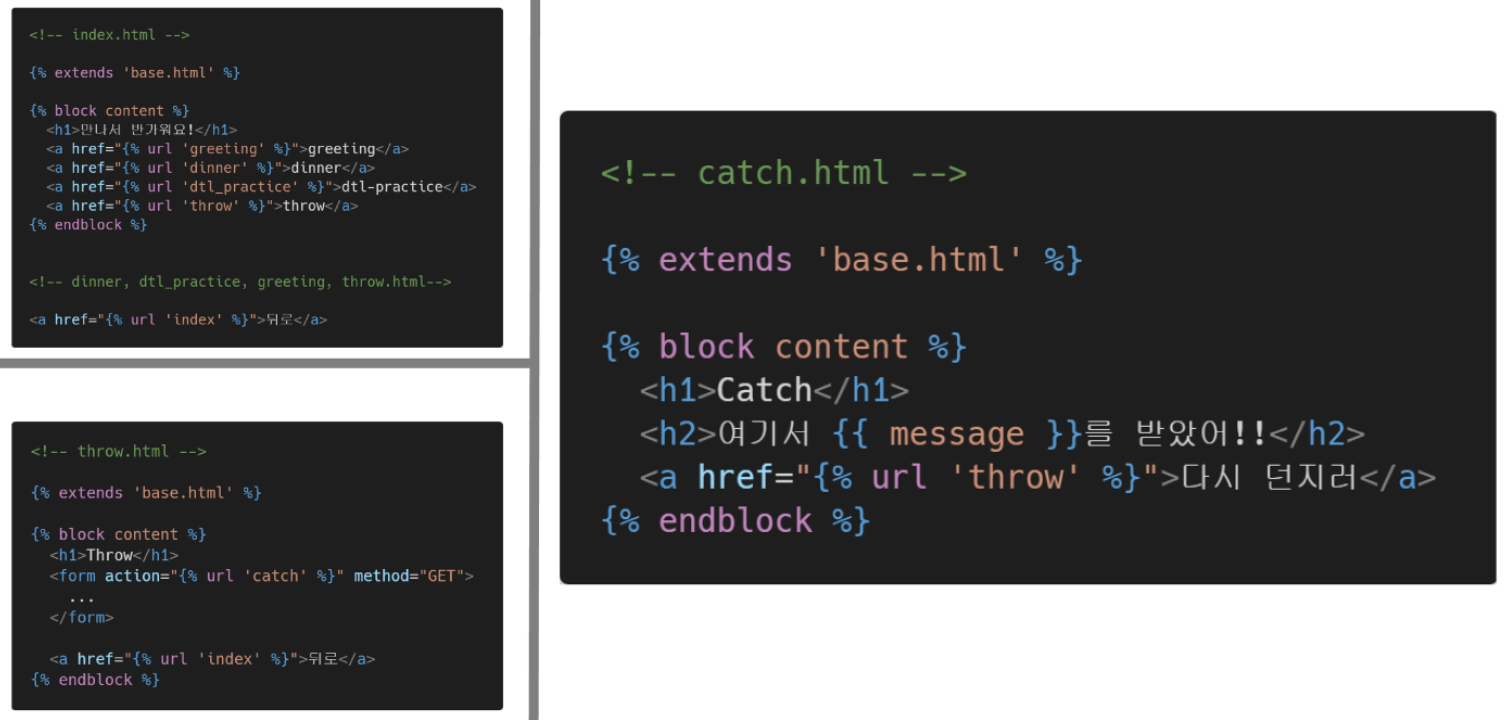 <!-- index.html -->
{% extends 'base.html' %}
{% block content %}
<h1>만나서 반가워요!</h1>
<a href="{% url 'greeting' %}">greeting</a>
<a href="{% url 'dinner' %}">dinner</a>
<a href="{% url 'dtl_practice' %}">dtl-practice</a>
<a href="{% url 'throw' %}">throw</a>
{% endblock %}
<!-- dinner, dtl_practice, greeting, throw.html-->
<a href="{% url 'index' %}">뒤로</a>
<!-- throw.html -->
{% extends 'base.html' %}
{% block content %}
<h1>Throw</h1>
<form action="{% url 'catch' %}" method="GET">
...
</form>
<a href="{% url 'index' %}">뒤로</a>
{% endblock %}
<!-- catch.html -->
{% extends 'base.html' %}
{% block content %}
<h1>Catch</h1>
<h2>여기서 {{ message }}를 받았어!!</h2>
<a href="{% url 'throw' %}">다시 던지러</a>
{% endblock %}